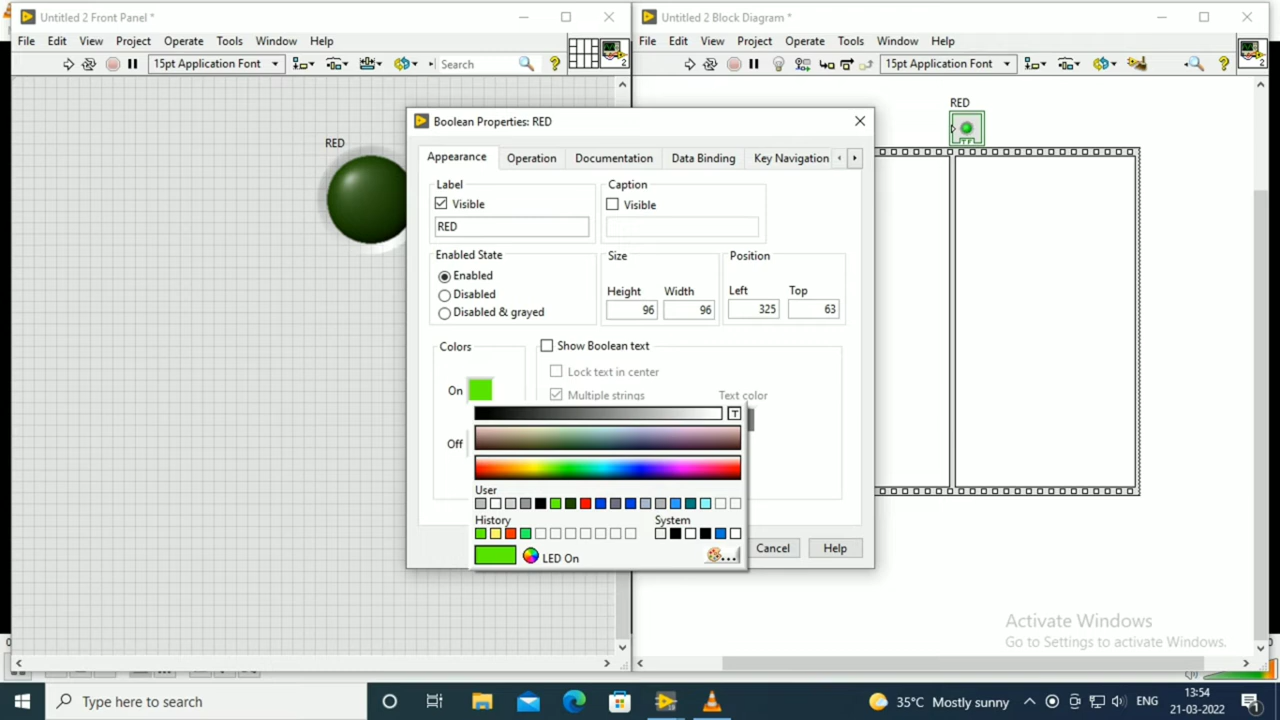 Untitled 2 Front Panel *
File Edit View Project Operate Tools Window Help
15pt Application Font
Search
2
RED
Untitled 2 Block Diagram *
File Edit View Project Operate Tools Window Help
15pt Application Font
2
RED
TF
Boolean Properties: RED
Appearance Operation Documentation Data Binding Key Navigation
Label
Visible
RED
Caption
Visible
Enabled State
Enabled
Disabled
Disabled & grayed
Size
Height Width
96 96
Position
Left Top
325 63
Colors
On
Off
Show Boolean text
Lock text in center
Multiple strings
Text color
T
User
History System
LED On
Cancel Help
Activate Windows
Go to Settings to activate Windows.
Type here to search
35°C Mostly sunny
ENG
13:54
21-03-2022
1